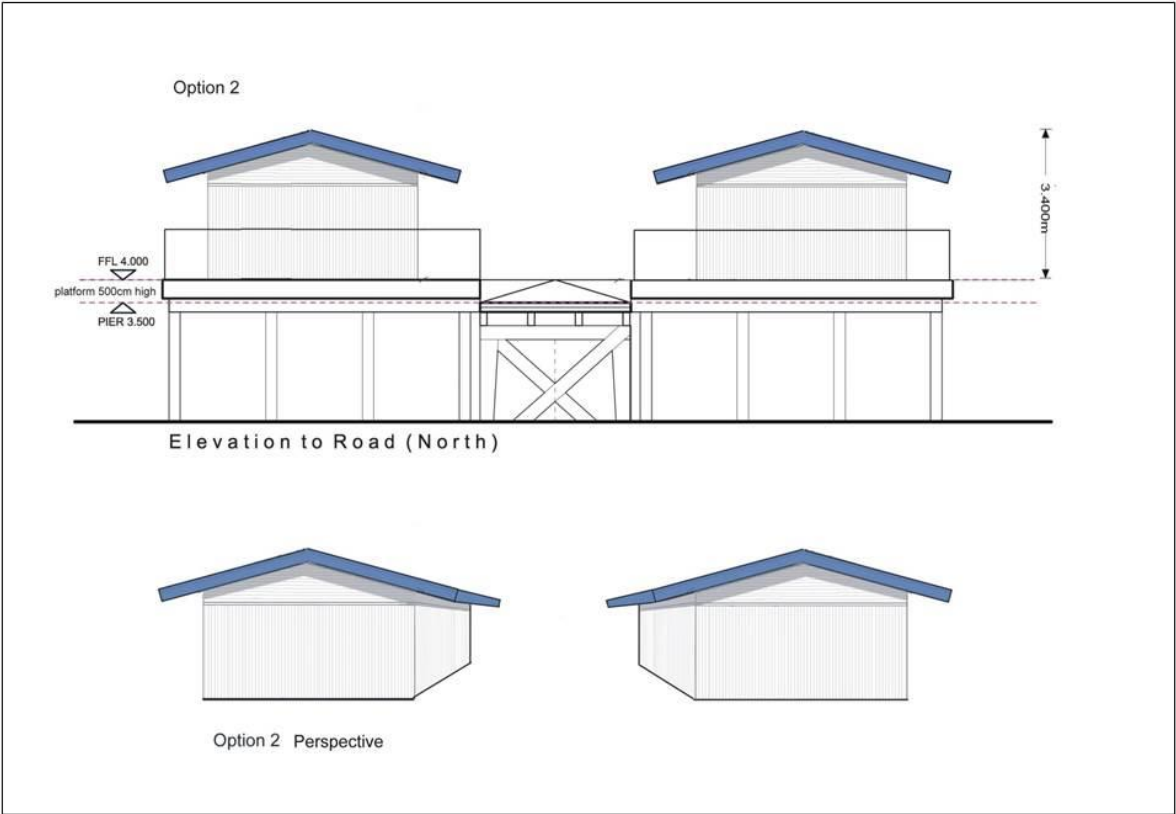 Option 2
3.400m
FFL 4.000
platform 500cm high
PIER 3.500
Elevation to Road (North)
Option 2 Perspective